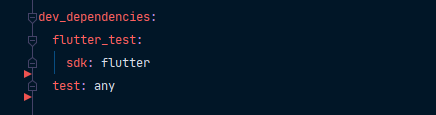 dev_dependencies:
flutter_test:
sdk: flutter
test: any